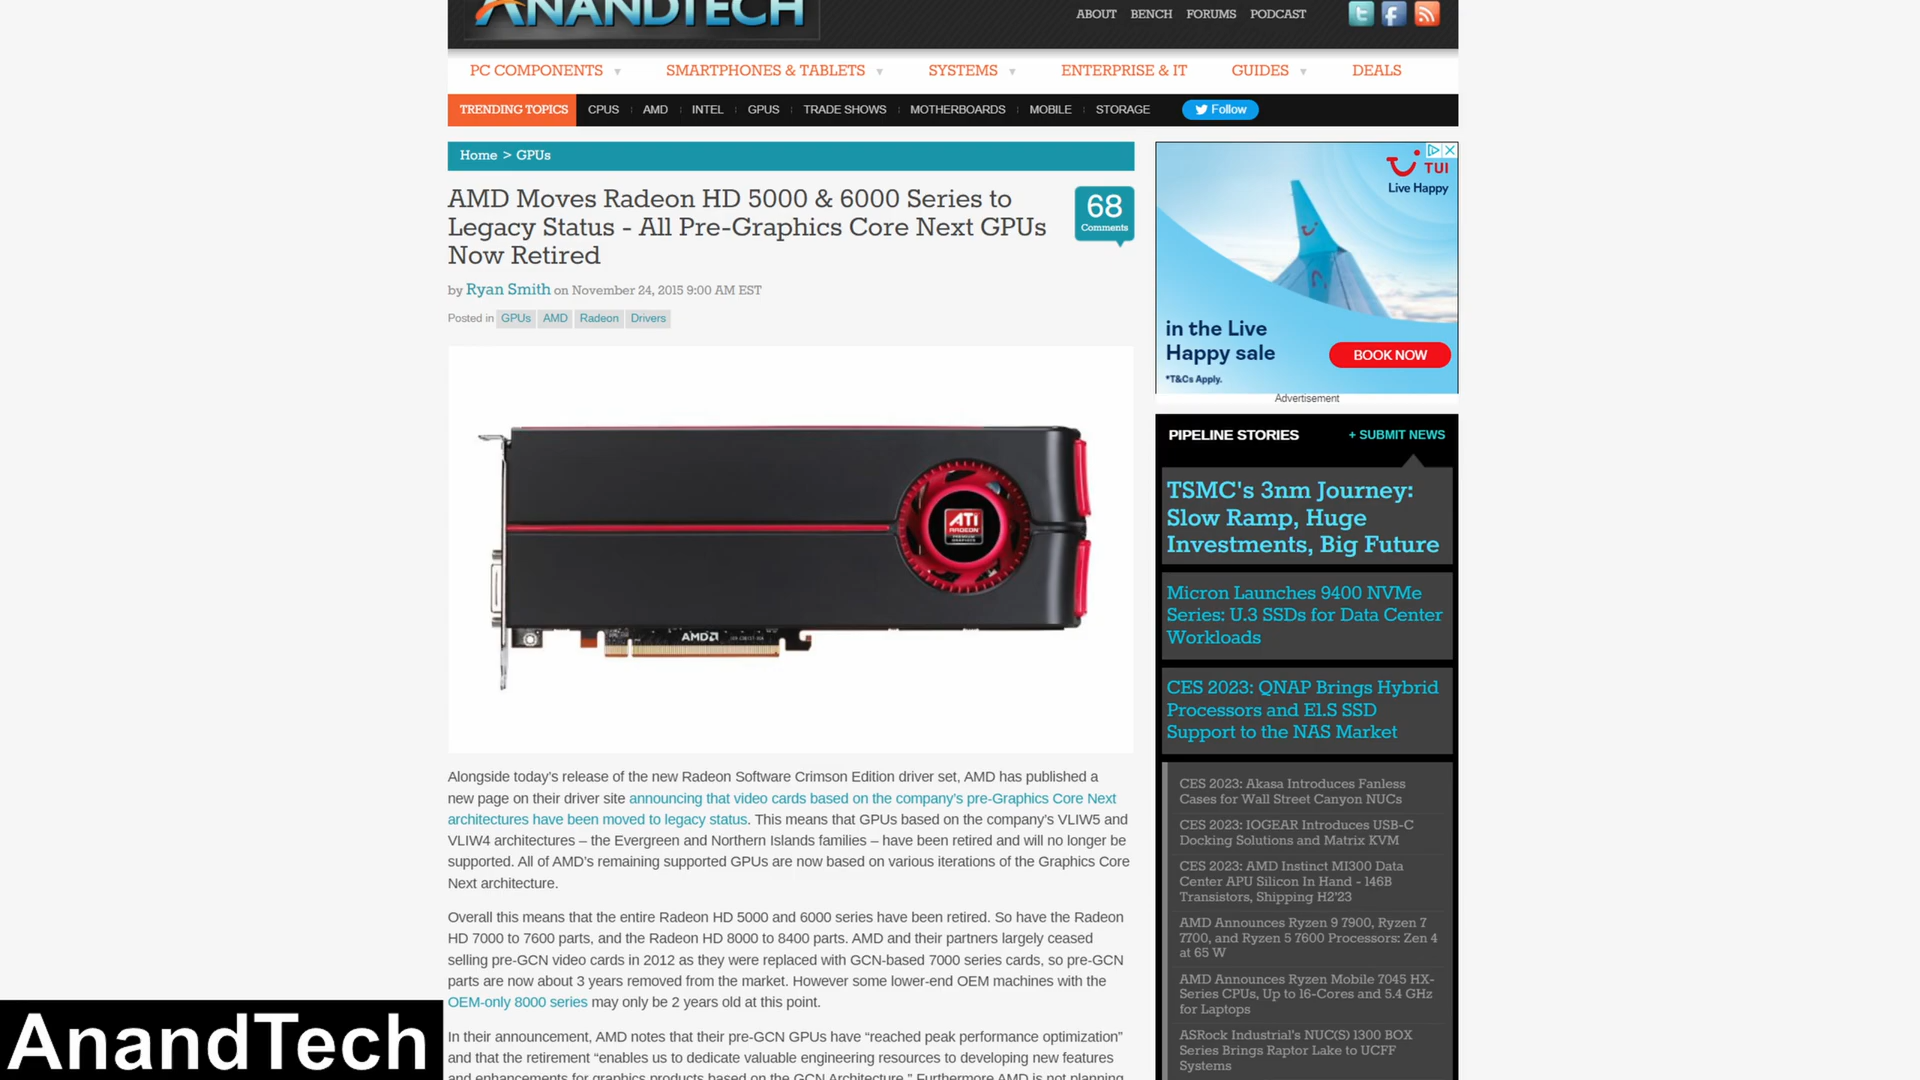 ANANDTECH
ABOUT BENCH FORUMS PODCAST
PC COMPONENTS SMARTPHONES & TABLETS SYSTEMS ENTERPRISE & IT GUIDES DEALS
TRENDING TOPICS CPUS AMD INTEL GPUS TRADE SHOWS MOTHERBOARDS MOBILE STORAGE Follow
Home > GPUs
AMD Moves Radeon HD 5000 & 6000 Series to
Legacy Status - All Pre-Graphics Core Next GPUs
Now Retired
68
Comments
by Ryan Smith on November 24, 2015 9:00 AM EST
Posted in GPUs AMD Radeon Drivers
ATI
RADEON
AMD
Alongside today's release of the new Radeon Software Crimson Edition driver set, AMD has published a
new page on their driver site announcing that video cards based on the company's pre-Graphics Core Next
architectures have been moved to legacy status. This means that GPUs based on the company's VLIW5 and
VLIW4 architectures – the Evergreen and Northern Islands families – have been retired and will no longer be
supported. All of AMD's remaining supported GPUs are now based on various iterations of the Graphics Core
Next architecture.
Overall this means that the entire Radeon HD 5000 and 6000 series have been retired. So have the Radeon
HD 7000 to 7600 parts, and the Radeon HD 8000 to 8400 parts. AMD and their partners largely ceased
selling pre-GCN video cards in 2012 as they were replaced with GCN-based 7000 series cards, so pre-GCN
parts are now about 3 years removed from the market. However some lower-end OEM machines with the
OEM-only 8000 series may only be 2 years old at this point.
In their announcement, AMD notes that their pre-GCN GPUs have “reached peak performance optimization”
and that the retirement “enables us to dedicate valuable engineering resources to developing new features
and enhancements for graphics products based on the GCN Architecture.” Furthermore AMD is not planning
TUI
Live Happy
in the Live
Happy sale
BOOK NOW
*T&Cs Apply.
Advertisement
PIPELINE STORIES + SUBMIT NEWS
TSMC's 3nm Journey:
Slow Ramp, Huge
Investments, Big Future
Micron Launches 9400 NVMe
Series: U.3 SSDs for Data Center
Workloads
CES 2023: QNAP Brings Hybrid
Processors and E1.S SSD
Support to the NAS Market
CES 2023: Akasa Introduces Fanless
Cases for Wall Street Canyon NUCs
CES 2023: IOGEAR Introduces USB-C
Docking Solutions and Matrix KVM
CES 2023: AMD Instinct MI300 Data
Center APU Silicon In Hand - 146B
Transistors, Shipping H2'23
AMD Announces Ryzen 9 7900, Ryzen 7
7700, and Ryzen 5 7600 Processors: Zen 4
at 65 W
AMD Announces Ryzen Mobile 7045 HX-
Series CPUs, Up to 16-Cores and 5.4 GHz
for Laptops
ASRock Industrial's NUC(S) 1300 BOX
Series Brings Raptor Lake to UCFF
Systems
AnandTech